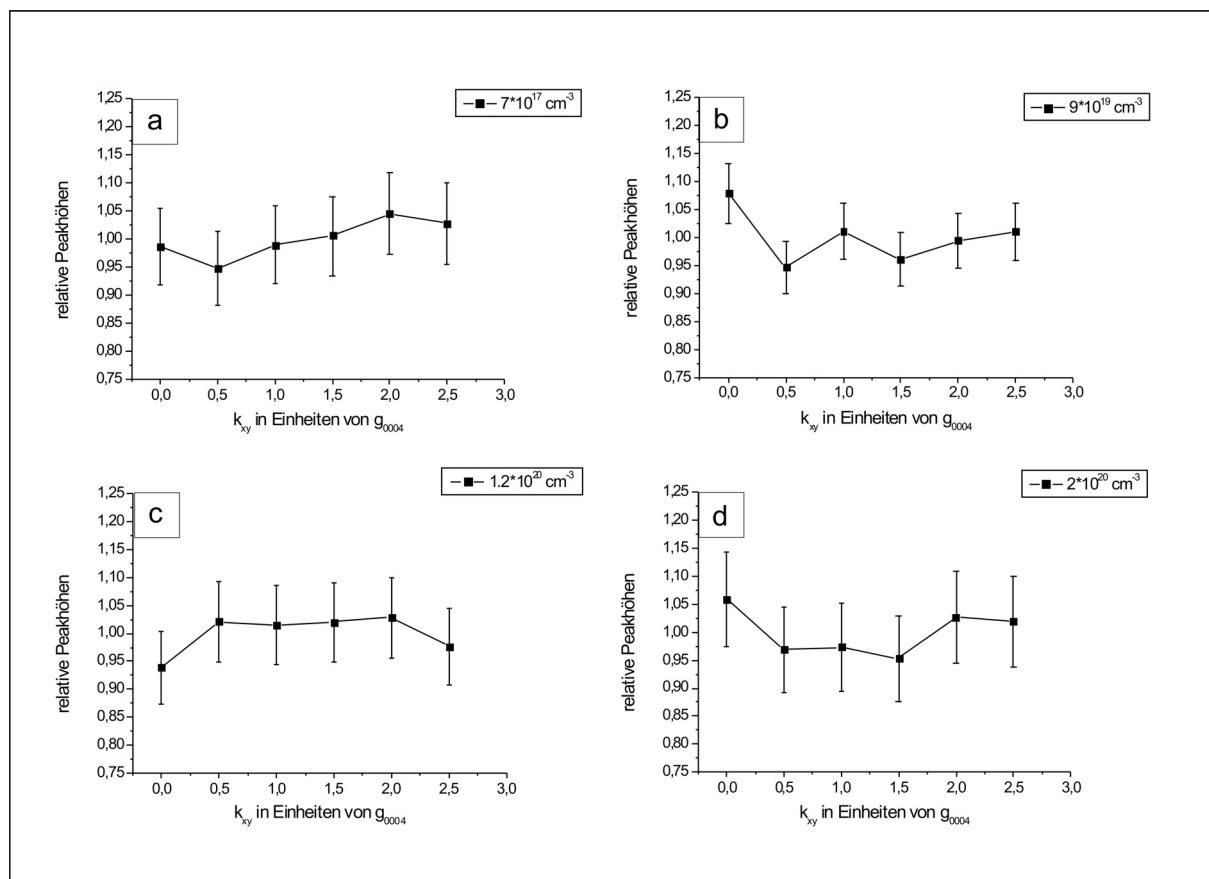 a
7*10¹⁷ cm⁻³
relative Peakhöhen
1,25
1,20
1,15
1,10
1,05
1,00
0,95
0,90
0,85
0,80
0,75
0,0 0,5 1,0 1,5 2,0 2,5 3,0
k_xy in Einheiten von g_0004
b
9*10¹⁹ cm⁻³
relative Peakhöhen
1,25
1,20
1,15
1,10
1,05
1,00
0,95
0,90
0,85
0,80
0,75
0,0 0,5 1,0 1,5 2,0 2,5 3,0
k_xy in Einheiten von g_0004
c
1.2*10²⁰ cm⁻³
relative Peakhöhen
1,25
1,20
1,15
1,10
1,05
1,00
0,95
0,90
0,85
0,80
0,75
0,0 0,5 1,0 1,5 2,0 2,5 3,0
k_xy in Einheiten von g_0004
d
2*10²⁰ cm⁻³
relative Peakhöhen
1,25
1,20
1,15
1,10
1,05
1,00
0,95
0,90
0,85
0,80
0,75
0,0 0,5 1,0 1,5 2,0 2,5 3,0
k_xy in Einheiten von g_0004